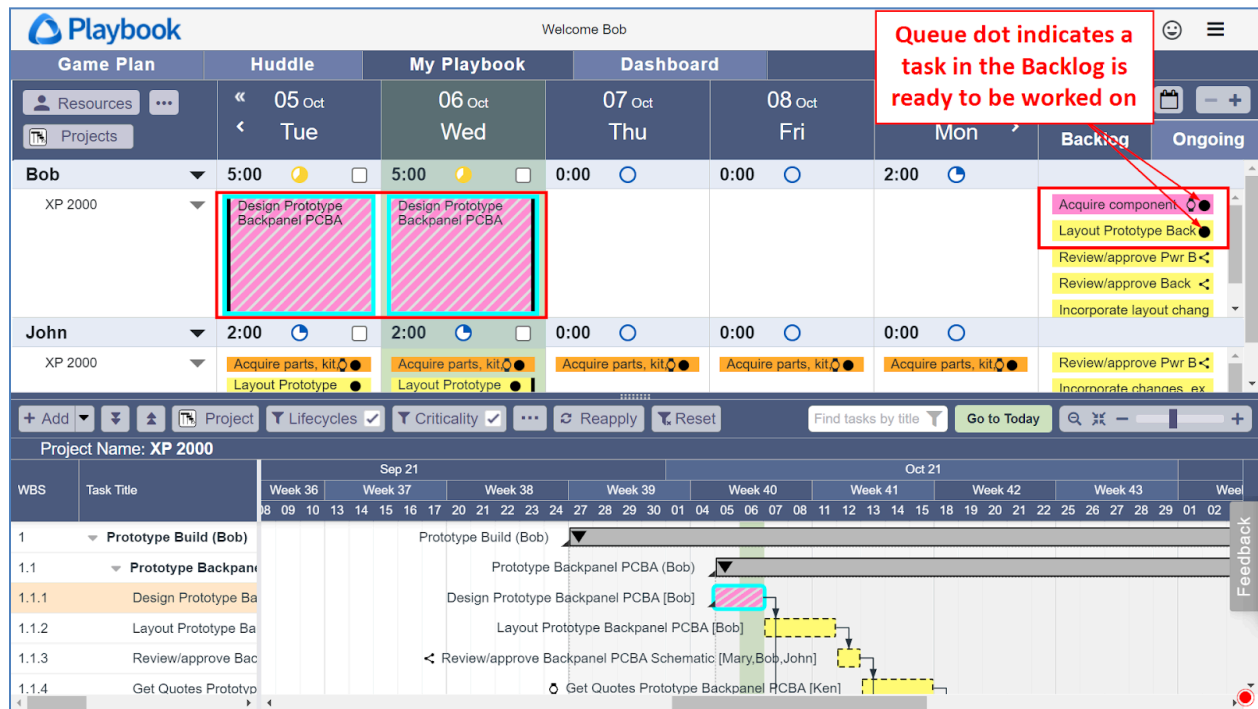 Playbook
Welcome Bob
Queue dot indicates a
task in the Backlog is
ready to be worked on
Game Plan
Huddle
My Playbook
Dashboard
Resources
Projects
« 05 Oct
Tue
06 Oct
Wed
07 Oct
Thu
08 Oct
Fri
Mon
Backlog
Ongoing
Bob
5:00
5:00
0:00
0:00
2:00
XP 2000
Design Prototype
Backpanel PCBA
Design Prototype
Backpanel PCBA
Acquire component
Layout Prototype Back
Review/approve Pwr B
Review/approve Back
Incorporate layout chang
John
2:00
2:00
0:00
0:00
0:00
XP 2000
Acquire parts, kit,
Acquire parts, kit,
Acquire parts, kit,
Acquire parts, kit,
Acquire parts, kit,
Review/approve Pwr B
Layout Prototype
Layout Prototype
Incorporate changes, ex
+ Add
Project
Lifecycles
Criticality
Reapply
Reset
Find tasks by title
Go to Today
Project Name: XP 2000
WBS
Task Title
Sep 21
Oct 21
Week 36
Week 37
Week 38
Week 39
Week 40
Week 41
Week 42
Week 43
Weel
08 09 10 13 14 15 16 17 20 21 22 23 24 27 28 29 30 01 04 05 06 07 08 11 12 13 14 15 18 19 20 21 22 25 26 27 28 29 01 02
1 Prototype Build (Bob)
Prototype Build (Bob)
1.1 Prototype Backpane
Prototype Backpanel PCBA (Bob)
1.1.1 Design Prototype Ba
Design Prototype Backpanel PCBA [Bob]
1.1.2 Layout Prototype Ba
Layout Prototype Backpanel PCBA [Bob]
1.1.3 Review/approve Bac
Review/approve Backpanel PCBA Schematic [Mary,Bob,John]
1.1.4 Get Quotes Prototyp
Get Quotes Prototype Backpanel PCBA [Ken]
Feedback